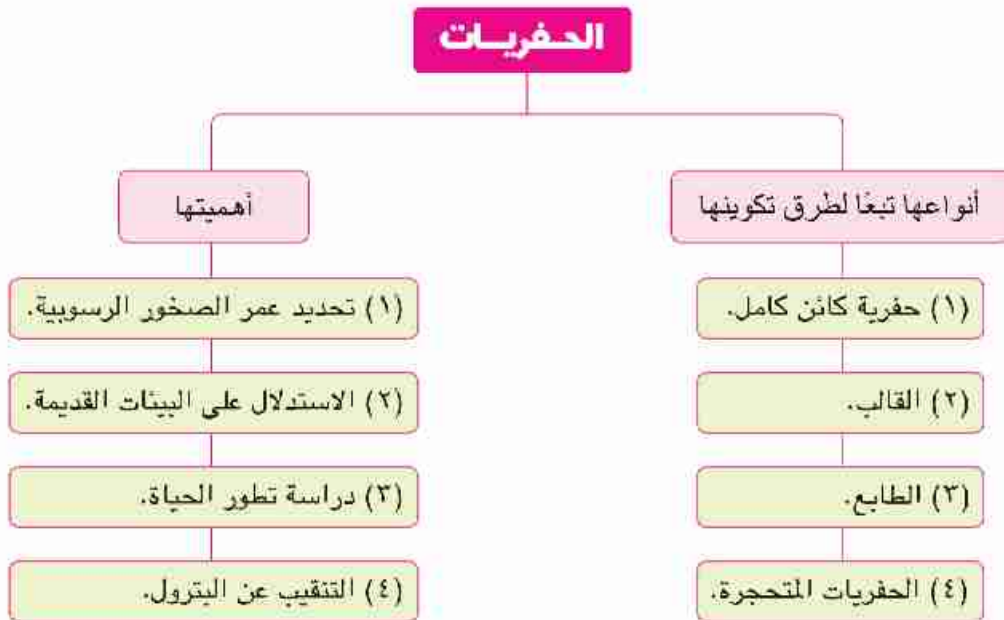 الحفريات
أنواعها تبعًا لطرق تكوينها
(١) حفرية كائن كامل.
(٢) القالب.
(٣) الطابع.
(٤) الحفريات المتحجرة.
أهميتها
(١) تحديد عمر الصخور الرسوبية.
(٢) الاستدلال على البيئات القديمة.
(٣) دراسة تطور الحياة.
(٤) التنقيب عن البترول.